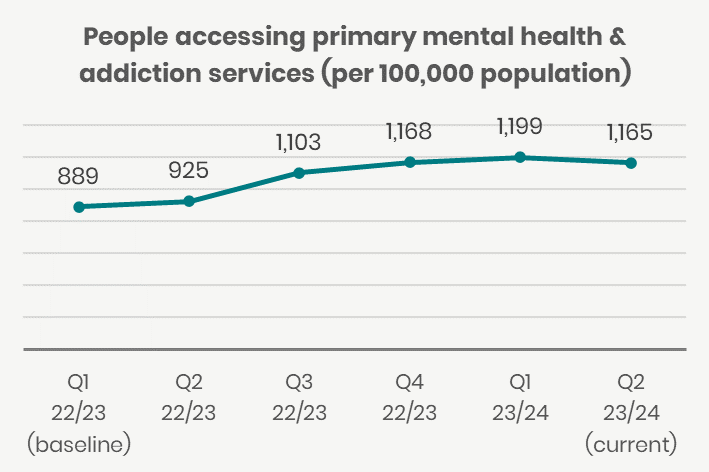 People accessing primary mental health &
addiction services (per 100,000 population)
889
925
1,103
1,168
1,199
1,165
Q1
22/23
(baseline)
Q2
22/23
Q3
22/23
Q4
22/23
Q1
23/24
Q2
23/24
(current)